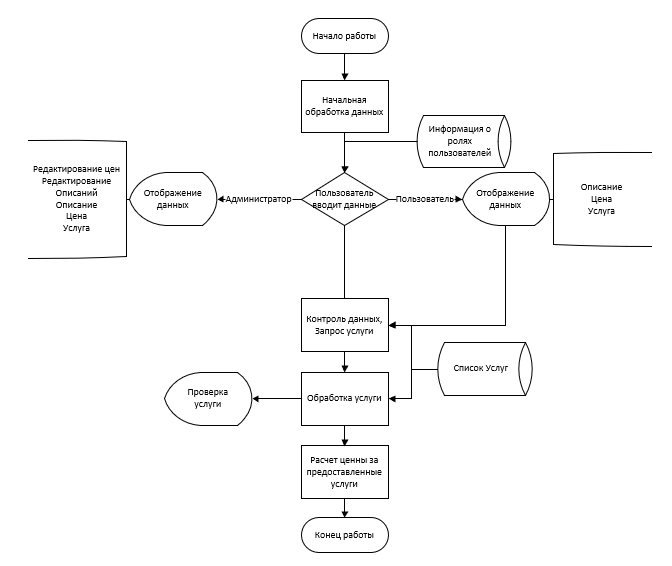 Начало работы
Начальная
обработка данных
Информация о
ролях
пользователей
Редактирование цен
Редактирование
Описаний
Описание
Цена
Услуга
Отображение
данных
Администратор
Пользователь
вводит данные
Пользователь
Отображение
данных
Описание
Цена
Услуга
Контроль данных,
Запрос услуги
Список Услуг
Проверка
услуги
Обработка услуги
Расчет ценны за
предоставленные
услуги
Конец работы